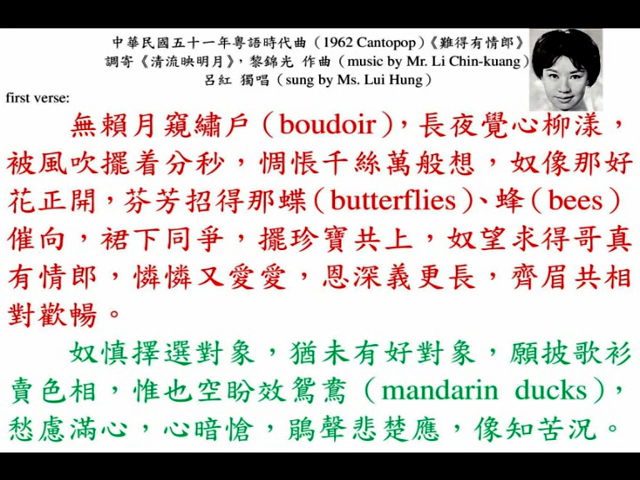 中華民國五十一年粵語時代曲（1962 Cantopop）《難得有情郎》
調寄《清流映明月》，黎錦光 作曲（music by Mr. Li Chin-kuang）
呂紅 獨唱（sung by Ms. Lui Hung）
first verse:
無賴月窺繡戶（boudoir），長夜覺心柳漾，
被風吹擺着分秒，惆悵千絲萬般想，奴像那好
花正開，芬芳招得那蝶（butterflies）、蜂（bees）
催向，裙下同爭，擺珍寶共上，奴望求得哥真
有情郎，憐憐又愛愛，恩深義更長，齊眉共相
對歡暢。
奴慎擇選對象，猶未有好對象，願披歌衫
賣色相，惟也空盼效鴛鴦（mandarin ducks），
愁慮滿心，心暗愴，鵑聲悲楚應，像知苦況。